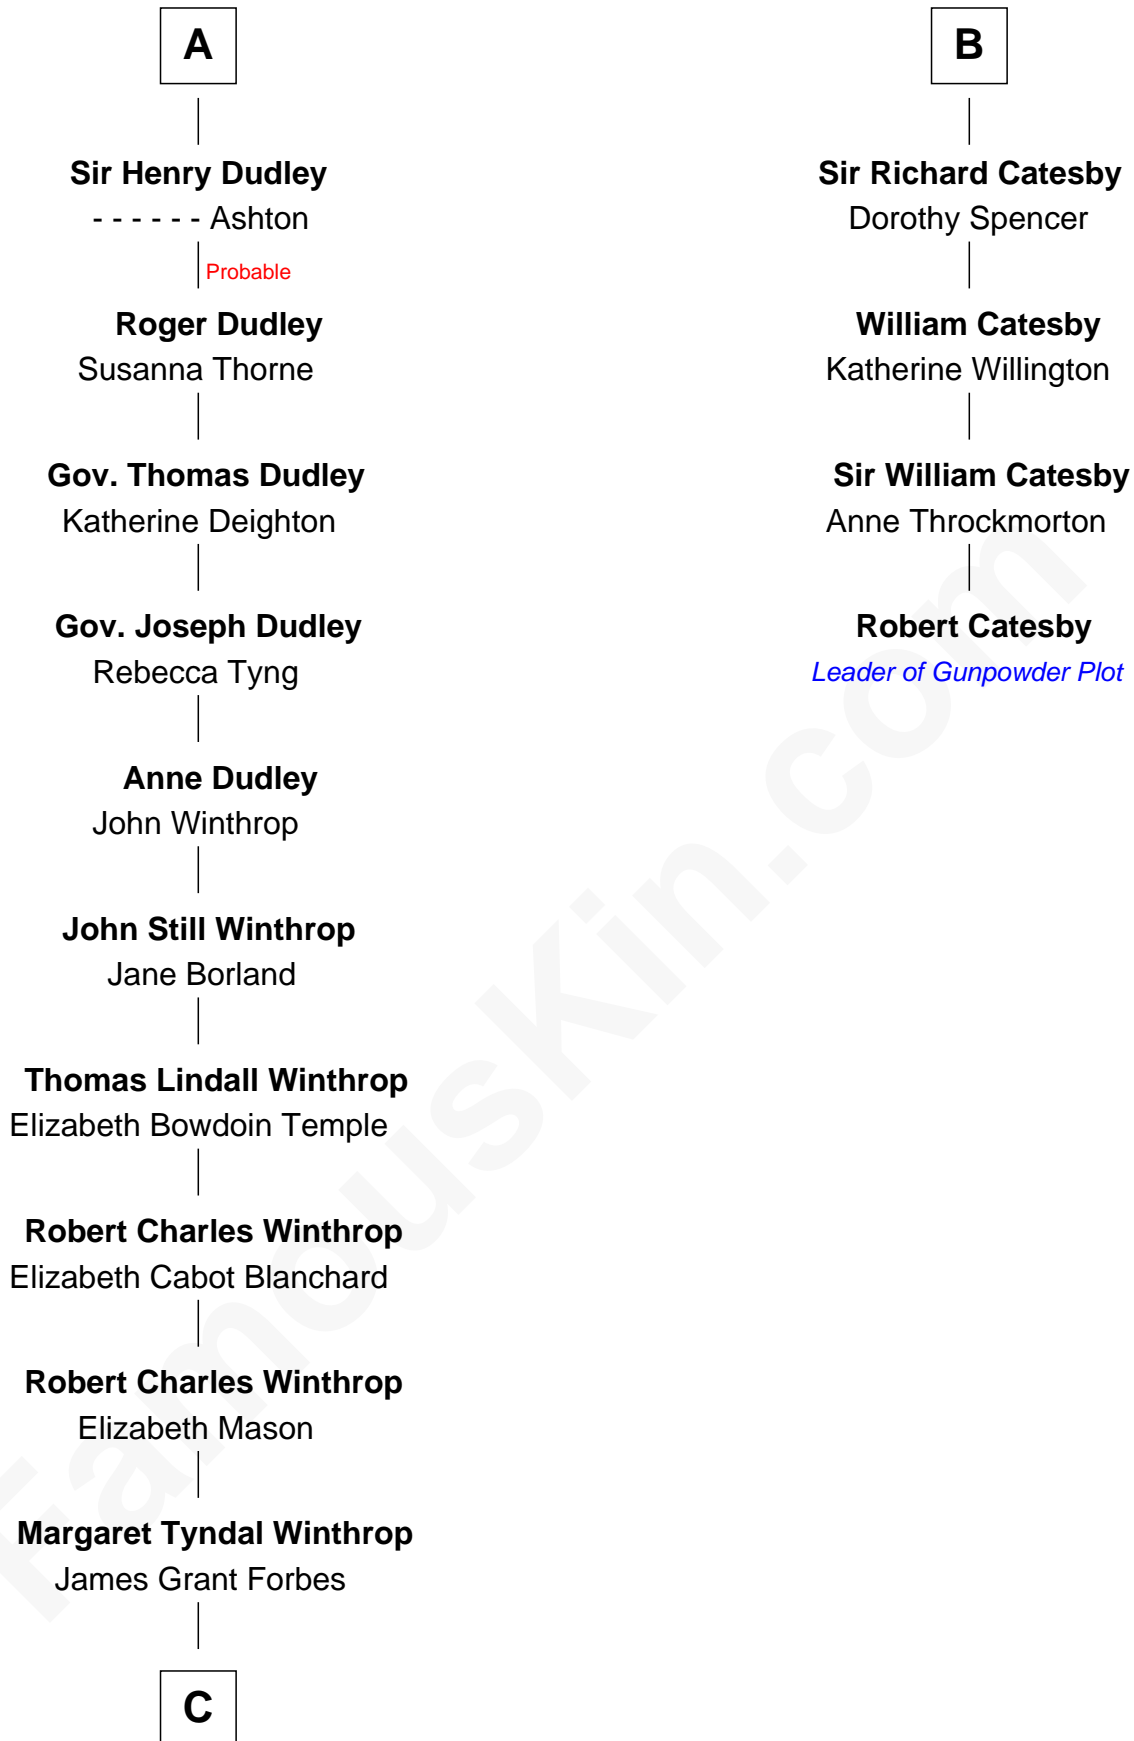 A
Sir Henry Dudley
- - - - - - Ashton
Probable
Roger Dudley
Susanna Thorne
Gov. Thomas Dudley
Katherine Deighton
Gov. Joseph Dudley
Rebecca Tyng
Anne Dudley
John Winthrop
John Still Winthrop
Jane Borland
Thomas Lindall Winthrop
Elizabeth Bowdoin Temple
Robert Charles Winthrop
Elizabeth Cabot Blanchard
Robert Charles Winthrop
Elizabeth Mason
Margaret Tyndal Winthrop
James Grant Forbes
C
B
Sir Richard Catesby
Dorothy Spencer
William Catesby
Katherine Willington
Sir William Catesby
Anne Throckmorton
Robert Catesby
Leader of Gunpowder Plot
FamousKin.com